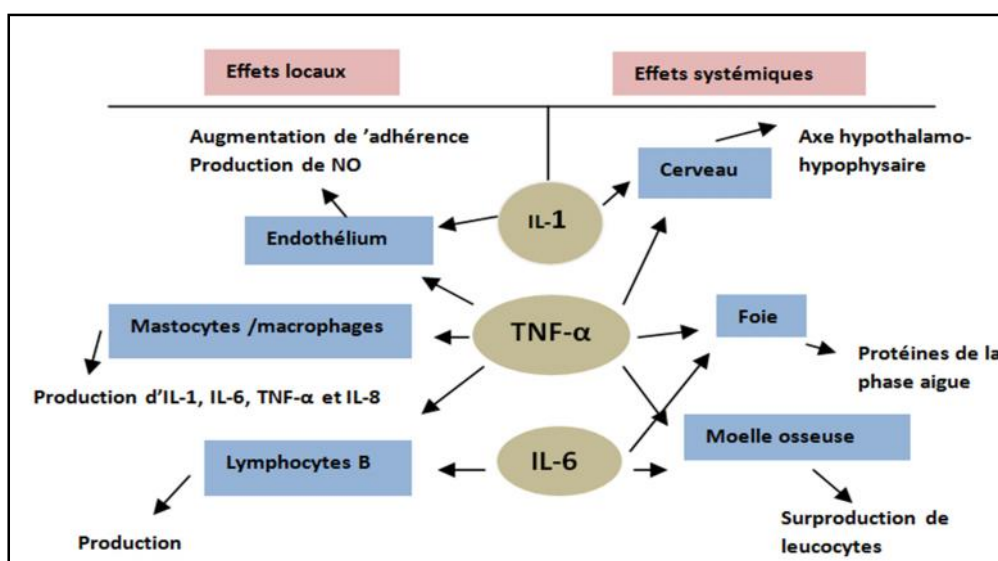 Effets locaux
Effets systémiques
Augmentation de ’adhérence
Production de NO
Axe hypothalamo-
hypophysaire
Cerveau
IL-1
Endothélium
TNF-α
Foie
Mastocytes /macrophages
Protéines de la
phase aigue
Production d’IL-1, IL-6, TNF-α et IL-8
Moelle osseuse
Lymphocytes B
IL-6
Surproduction de
leucocytes
Production